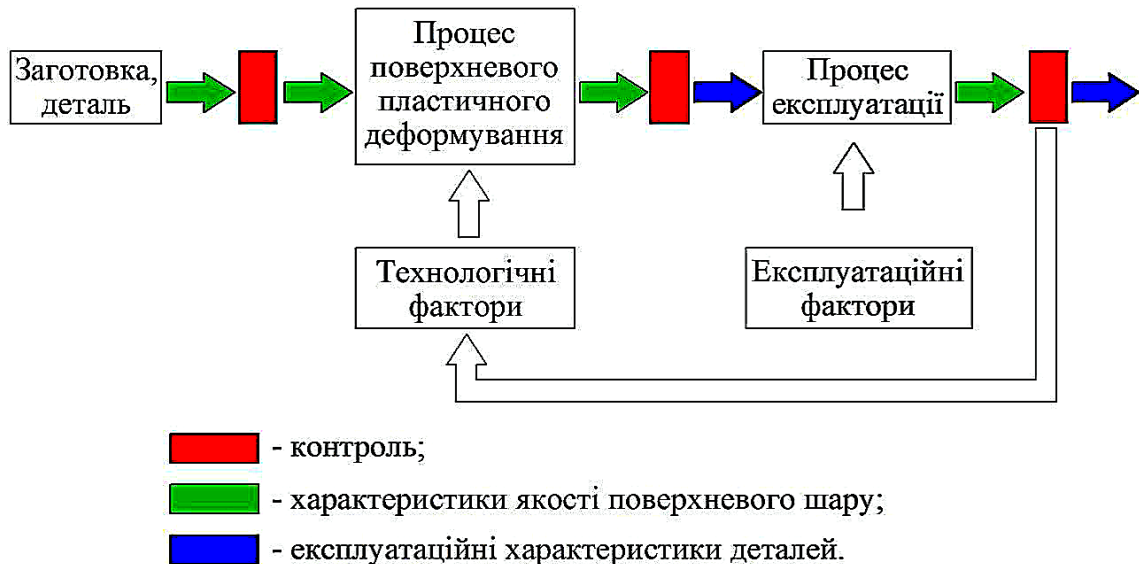 Заготовка,
деталь
Процес
поверхневого
пластичного
деформування
Процес
експлуатації
Технологічні
фактори
Експлуатаційні
фактори
- контроль;
- характеристики якості поверхневого шару;
- експлуатаційні характеристики деталей.